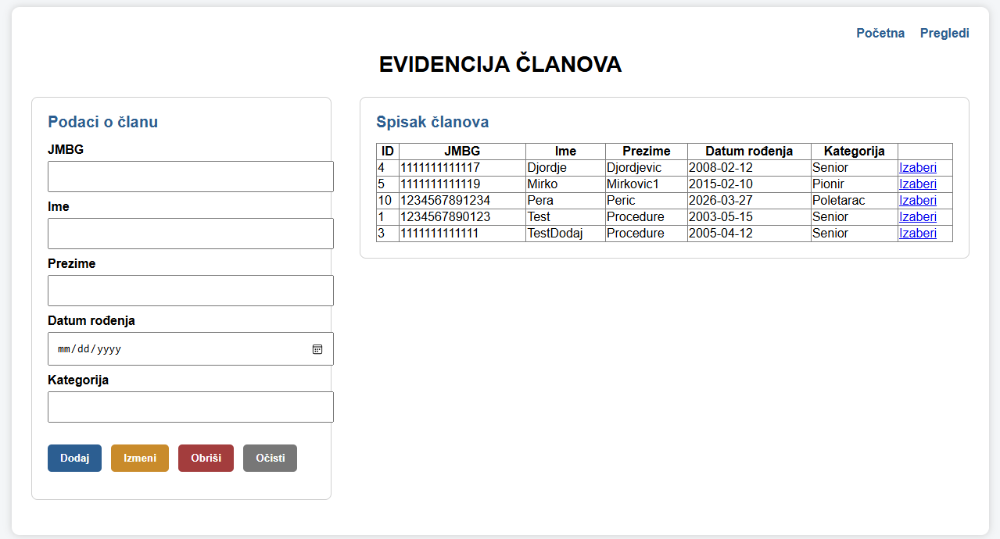 Početna Pregledi
EVIDENCIJA ČLANOVA
Podaci o članu
JMBG
Ime
Prezime
Datum rođenja
mm/dd/yyyy
Kategorija
Dodaj Izmeni Obriši Očisti
Spisak članova
ID JMBG Ime Prezime Datum rođenja Kategorija
4 1111111111117 Djordje Djordjevic 2008-02-12 Senior Izaberi
5 1111111111119 Mirko Mirkovic1 2015-02-10 Pionir Izaberi
10 1234567891234 Pera Peric 2026-03-27 Poletarac Izaberi
1 1234567890123 Test Procedure 2003-05-15 Senior Izaberi
3 1111111111111 TestDodaj Procedure 2005-04-12 Senior Izaberi